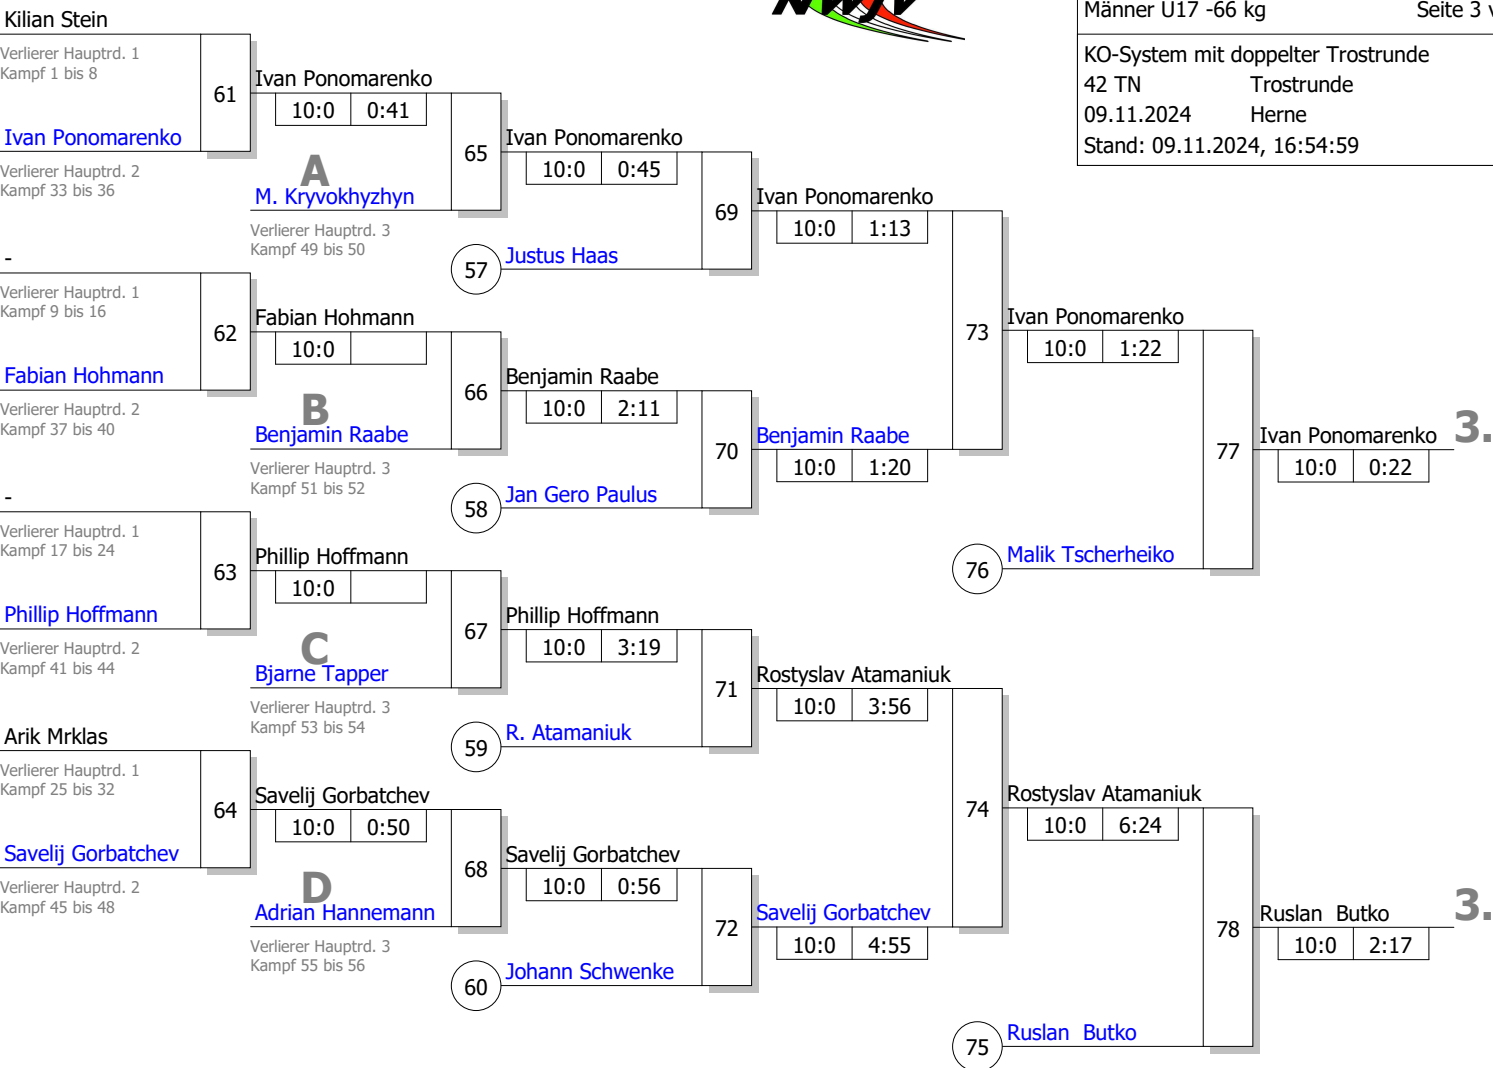 NWJV
Männer U17 -66 kg Seite 3 v
KO-System mit doppelter Trostrunde
42 TN Trostrunde
09.11.2024 Herne
Stand: 09.11.2024, 16:54:59
Kilian Stein
Verlierer Hauptrd. 1
Kampf 1 bis 8
61
Ivan Ponomarenko
Verlierer Hauptrd. 2
Kampf 33 bis 36
Ivan Ponomarenko
10:0 0:41
A
M. Kryvokhyzhyn
Verlierer Hauptrd. 3
Kampf 49 bis 50
65
Ivan Ponomarenko
10:0 0:45
57
Justus Haas
69
Ivan Ponomarenko
10:0 1:13
-
Verlierer Hauptrd. 1
Kampf 9 bis 16
62
Fabian Hohmann
Verlierer Hauptrd. 2
Kampf 37 bis 40
Fabian Hohmann
10:0
B
Benjamin Raabe
Verlierer Hauptrd. 3
Kampf 51 bis 52
66
Benjamin Raabe
10:0 2:11
58
Jan Gero Paulus
70
Benjamin Raabe
10:0 1:20
73
Ivan Ponomarenko
10:0 1:22
76
Malik Tscherheiko
77
Ivan Ponomarenko
10:0 0:22
3.
-
Verlierer Hauptrd. 1
Kampf 17 bis 24
63
Phillip Hoffmann
Verlierer Hauptrd. 2
Kampf 41 bis 44
Phillip Hoffmann
10:0
C
Bjarne Tapper
Verlierer Hauptrd. 3
Kampf 53 bis 54
67
Phillip Hoffmann
10:0 3:19
59
R. Atamaniuk
71
Rostyslav Atamaniuk
10:0 3:56
Arik Mrklas
Verlierer Hauptrd. 1
Kampf 25 bis 32
64
Savelij Gorbatchev
Verlierer Hauptrd. 2
Kampf 45 bis 48
Savelij Gorbatchev
10:0 0:50
D
Adrian Hannemann
Verlierer Hauptrd. 3
Kampf 55 bis 56
68
Savelij Gorbatchev
10:0 0:56
60
Johann Schwenke
72
Savelij Gorbatchev
10:0 4:55
74
Rostyslav Atamaniuk
10:0 6:24
75
Ruslan Butko
78
Ruslan Butko
10:0 2:17
3.